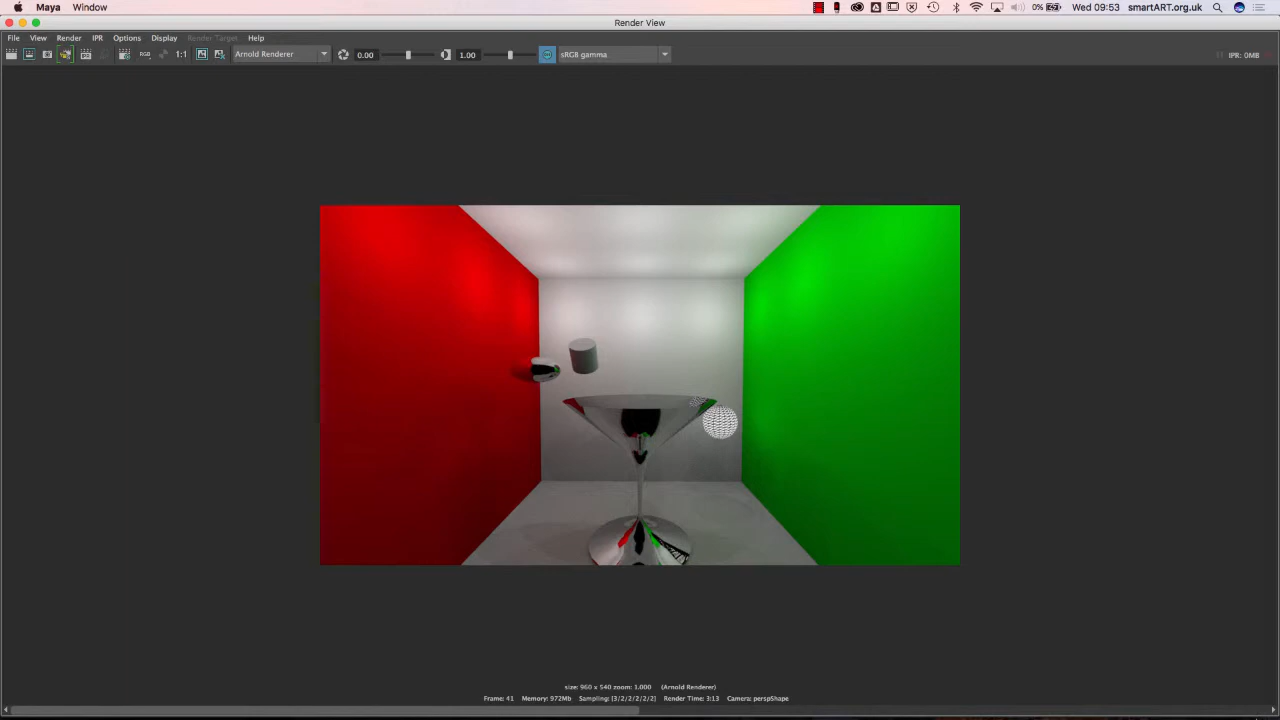 Maya Window 0% Wed 09:53 smartART.org.uk
Render View
File View Render IPR Options Display Render Target Help
RGB 1:1 Arnold Renderer 0.00 1.00 sRGB gamma IPR: 0MB
size: 960 x 540 zoom: 1.000 (Arnold Renderer)
Frame: 41 Memory: 972Mb Sampling: [3/2/2/2/2/2] Render Time: 3:13 Camera: perspShape